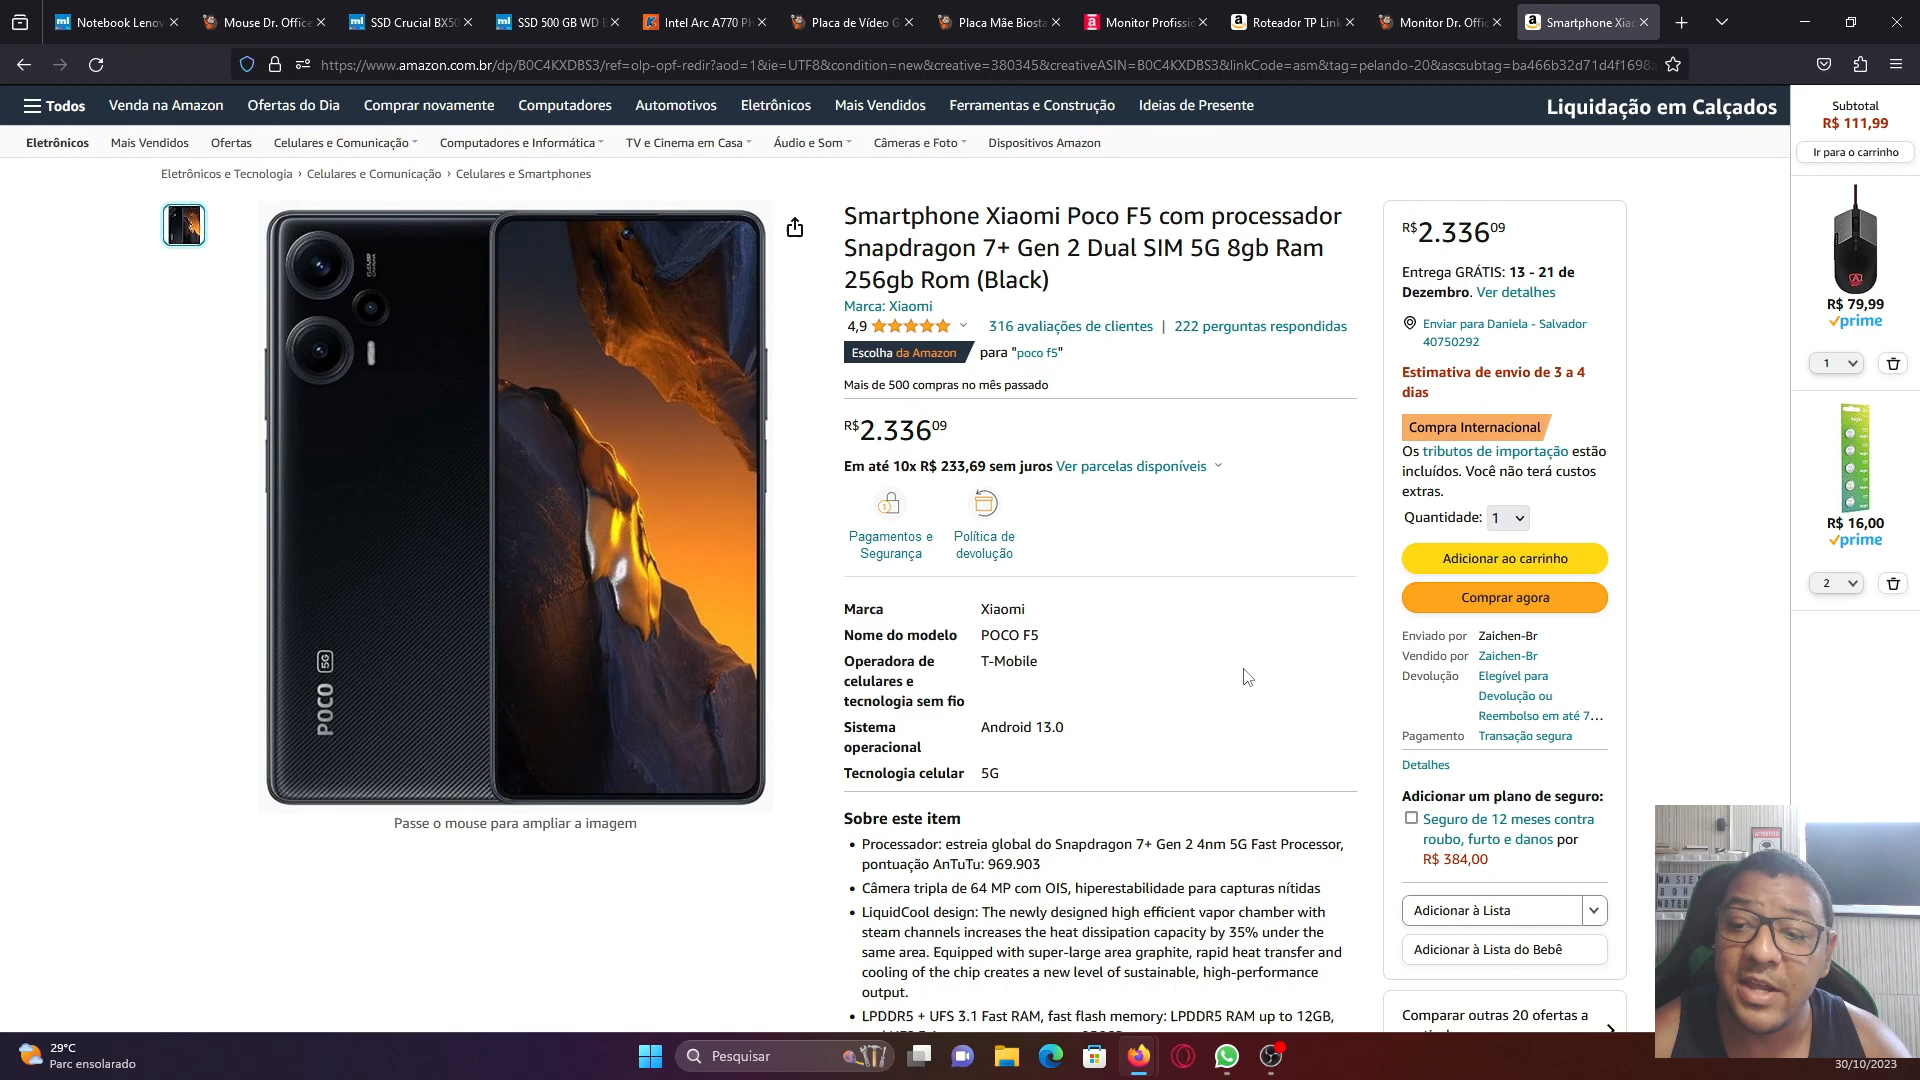 Notebook Lenov
Mouse Dr. Office
SSD Crucial BX50
SSD 500 GB WD B
Intel Arc A770 Ph
Placa de Vídeo G
Placa Mãe Biosta
Monitor Profissio
Roteador TP Link
Monitor Dr. Offic
Smartphone Xiao
https://www.amazon.com.br/dp/B0C4KXDBS3/ref=olp-opf-redir?aod=1&ie=UTF8&condition=new&creative=380345&creativeASIN=B0C4KXDBS3&linkCode=asm&tag=pelando-20&ascsubtag=ba466b32d71d4f1698a
Todos Venda na Amazon Ofertas do Dia Comprar novamente Computadores Automotivos Eletrônicos Mais Vendidos Ferramentas e Construção Ideias de Presente Liquidação em Calçados
Eletrônicos Mais Vendidos Ofertas Celulares e Comunicação Computadores e Informática TV e Cinema em Casa Áudio e Som Câmeras e Foto Dispositivos Amazon
Eletrônicos e Tecnologia › Celulares e Comunicação › Celulares e Smartphones
POCO 5G
Passe o mouse para ampliar a imagem
Smartphone Xiaomi Poco F5 com processador
Snapdragon 7+ Gen 2 Dual SIM 5G 8gb Ram
256gb Rom (Black)
Marca: Xiaomi
4,9 316 avaliações de clientes | 222 perguntas respondidas
Escolha da Amazon para "poco f5"
Mais de 500 compras no mês passado
R$2.33609
Em até 10x R$ 233,69 sem juros Ver parcelas disponíveis
Pagamentos e
Segurança
Política de
devolução
Marca Xiaomi
Nome do modelo POCO F5
Operadora de T-Mobile
celulares e
tecnologia sem fio
Sistema Android 13.0
operacional
Tecnologia celular 5G
Sobre este item
• Processador: estreia global do Snapdragon 7+ Gen 2 4nm 5G Fast Processor,
pontuação AnTuTu: 969.903
• Câmera tripla de 64 MP com OIS, hiperestabilidade para capturas nítidas
• LiquidCool design: The newly designed high efficient vapor chamber with
steam channels increases the heat dissipation capacity by 35% under the
same area. Equipped with super-large area graphite, rapid heat transfer and
cooling of the chip creates a new level of sustainable, high-performance
output.
• LPDDR5 + UFS 3.1 Fast RAM, fast flash memory: LPDDR5 RAM up to 12GB,
R$2.33609
Entrega GRÁTIS: 13 - 21 de
Dezembro. Ver detalhes
Enviar para Daniela - Salvador
40750292
Estimativa de envio de 3 a 4
dias
Compra Internacional
Os tributos de importação estão
incluídos. Você não terá custos
extras.
Quantidade: 1
Adicionar ao carrinho
Comprar agora
Enviado por Zaichen-Br
Vendido por Zaichen-Br
Devolução Elegível para
Devolução ou
Reembolso em até 7...
Pagamento Transação segura
Detalhes
Adicionar um plano de seguro:
Seguro de 12 meses contra
roubo, furto e danos por
R$ 384,00
Adicionar à Lista
Adicionar à Lista do Bebê
Comparar outras 20 ofertas a
Subtotal
R$ 111,99
Ir para o carrinho
R$ 79,99
prime
1
R$ 16,00
prime
2
29°C
Parc ensolarado
Pesquisar
30/10/2023